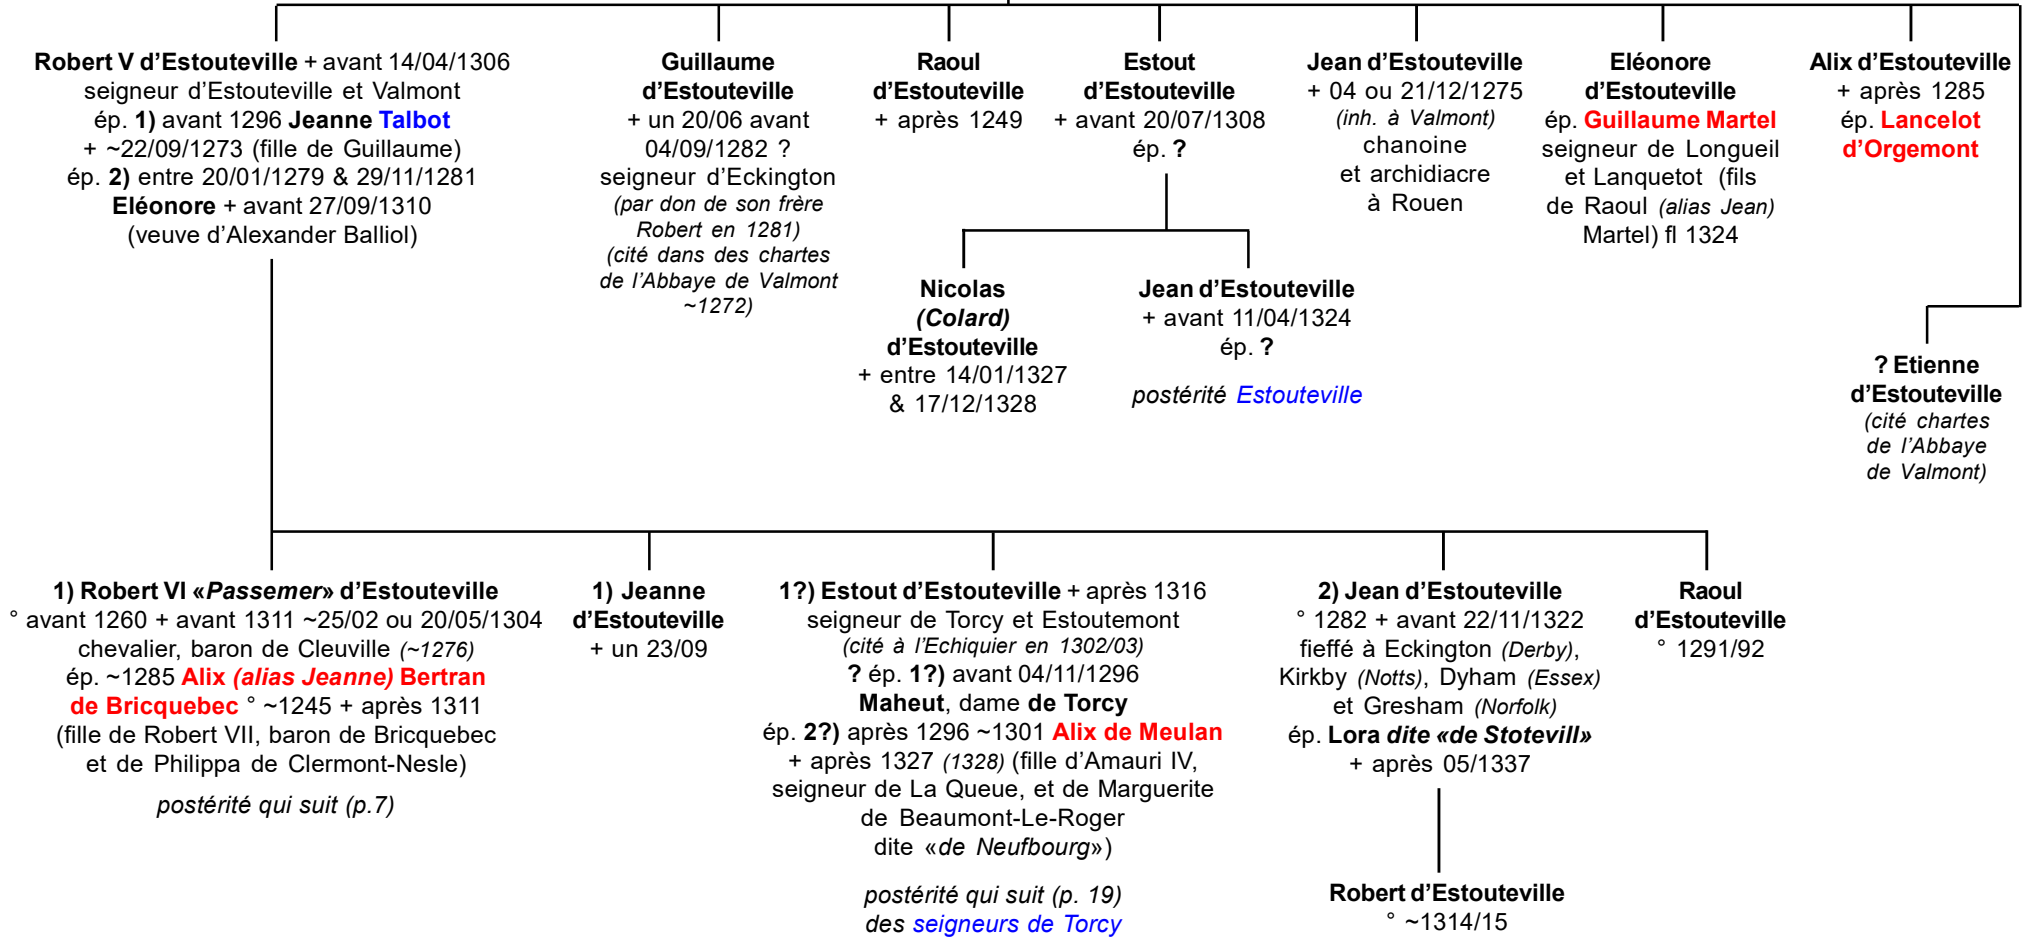 Robert V d’Estouteville + avant 14/04/1306
seigneur d’Estouteville et Valmont
ép. 1) avant 1296 Jeanne Talbot
+ ~22/09/1273 (fille de Guillaume)
ép. 2) entre 20/01/1279 & 29/11/1281
Eléonore + avant 27/09/1310
(veuve d’Alexander Balliol)
Guillaume
d’Estouteville
+ un 20/06 avant
04/09/1282 ?
seigneur d’Eckington
(par don de son frère
Robert en 1281)
(cité dans des chartes
de l’Abbaye de Valmont
~1272)
Raoul
d’Estouteville
+ après 1249
Estout
d’Estouteville
+ avant 20/07/1308
ép. ?
Jean d’Estouteville
+ 04 ou 21/12/1275
(inh. à Valmont)
chanoine
et archidiacre
à Rouen
Eléonore
d’Estouteville
ép. Guillaume Martel
seigneur de Longueil
et Lanquetot (fils
de Raoul (alias Jean)
Martel) fl 1324
Alix d’Estouteville
+ après 1285
ép. Lancelot
d’Orgemont
Nicolas
(Colard)
d’Estouteville
+ entre 14/01/1327
& 17/12/1328
Jean d’Estouteville
+ avant 11/04/1324
ép. ?
postérité Estouteville
? Etienne
d’Estouteville
(cité chartes
de l’Abbaye
de Valmont)
1) Robert VI «Passemer» d’Estouteville
° avant 1260 + avant 1311 ~25/02 ou 20/05/1304
chevalier, baron de Cleuville (~1276)
ép. ~1285 Alix (alias Jeanne) Bertran
de Bricquebec ° ~1245 + après 1311
(fille de Robert VII, baron de Bricquebec
et de Philippa de Clermont-Nesle)
postérité qui suit (p.7)
1) Jeanne
d’Estouteville
+ un 23/09
1?) Estout d’Estouteville + après 1316
seigneur de Torcy et Estoutemont
(cité à l’Echiquier en 1302/03)
? ép. 1?) avant 04/11/1296
Maheut, dame de Torcy
ép. 2?) après 1296 ~1301 Alix de Meulan
+ après 1327 (1328) (fille d’Amauri IV,
seigneur de La Queue, et de Marguerite
de Beaumont-Le-Roger
dite «de Neufbourg»)
postérité qui suit (p. 19)
des seigneurs de Torcy
2) Jean d’Estouteville
° 1282 + avant 22/11/1322
fieffé à Eckington (Derby),
Kirkby (Notts), Dyham (Essex)
et Gresham (Norfolk)
ép. Lora dite «de Stotevill»
+ après 05/1337
Robert d’Estouteville
° ~1314/15
Raoul
d’Estouteville
° 1291/92